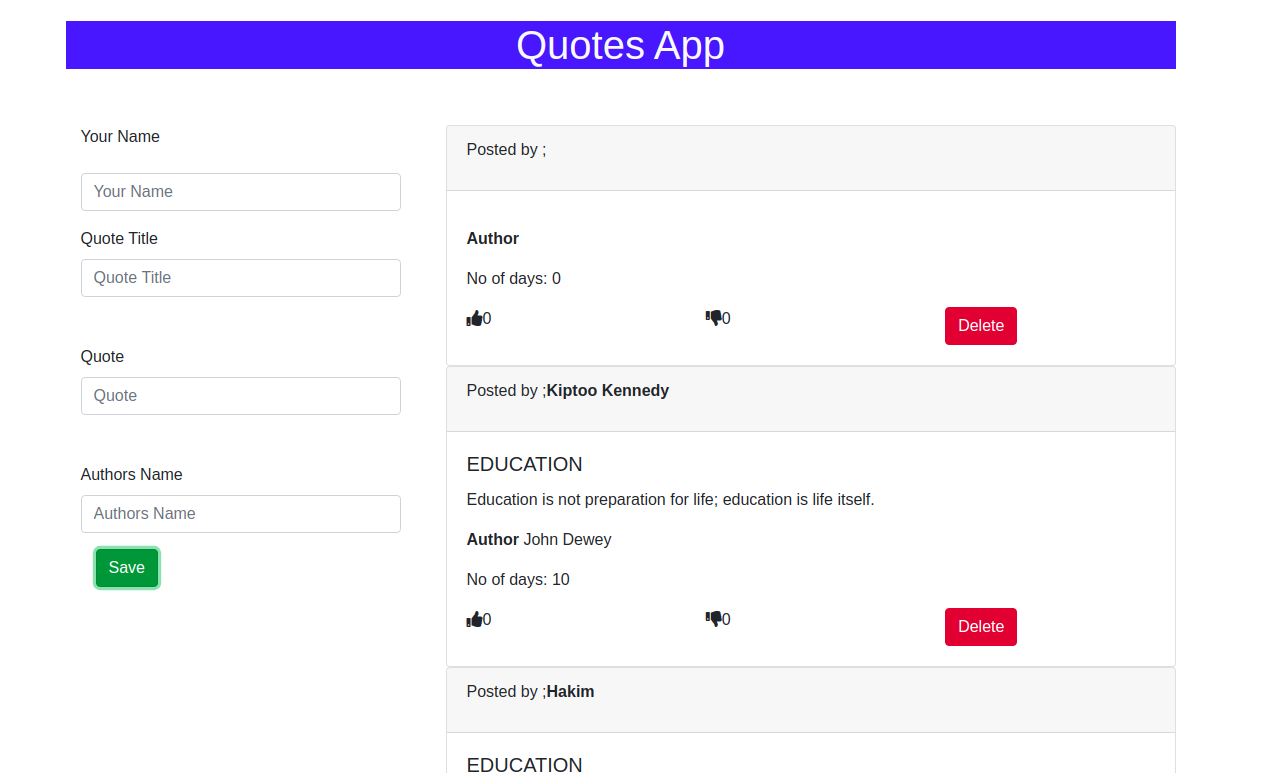 Quotes App
Your Name
Your Name
Quote Title
Quote Title
Quote
Quote
Authors Name
Authors Name
Save
Posted by ;
Author
No of days: 0
0 0 Delete
Posted by ;Kiptoo Kennedy
EDUCATION
Education is not preparation for life; education is life itself.
Author John Dewey
No of days: 10
0 0 Delete
Posted by ;Hakim
EDUCATION